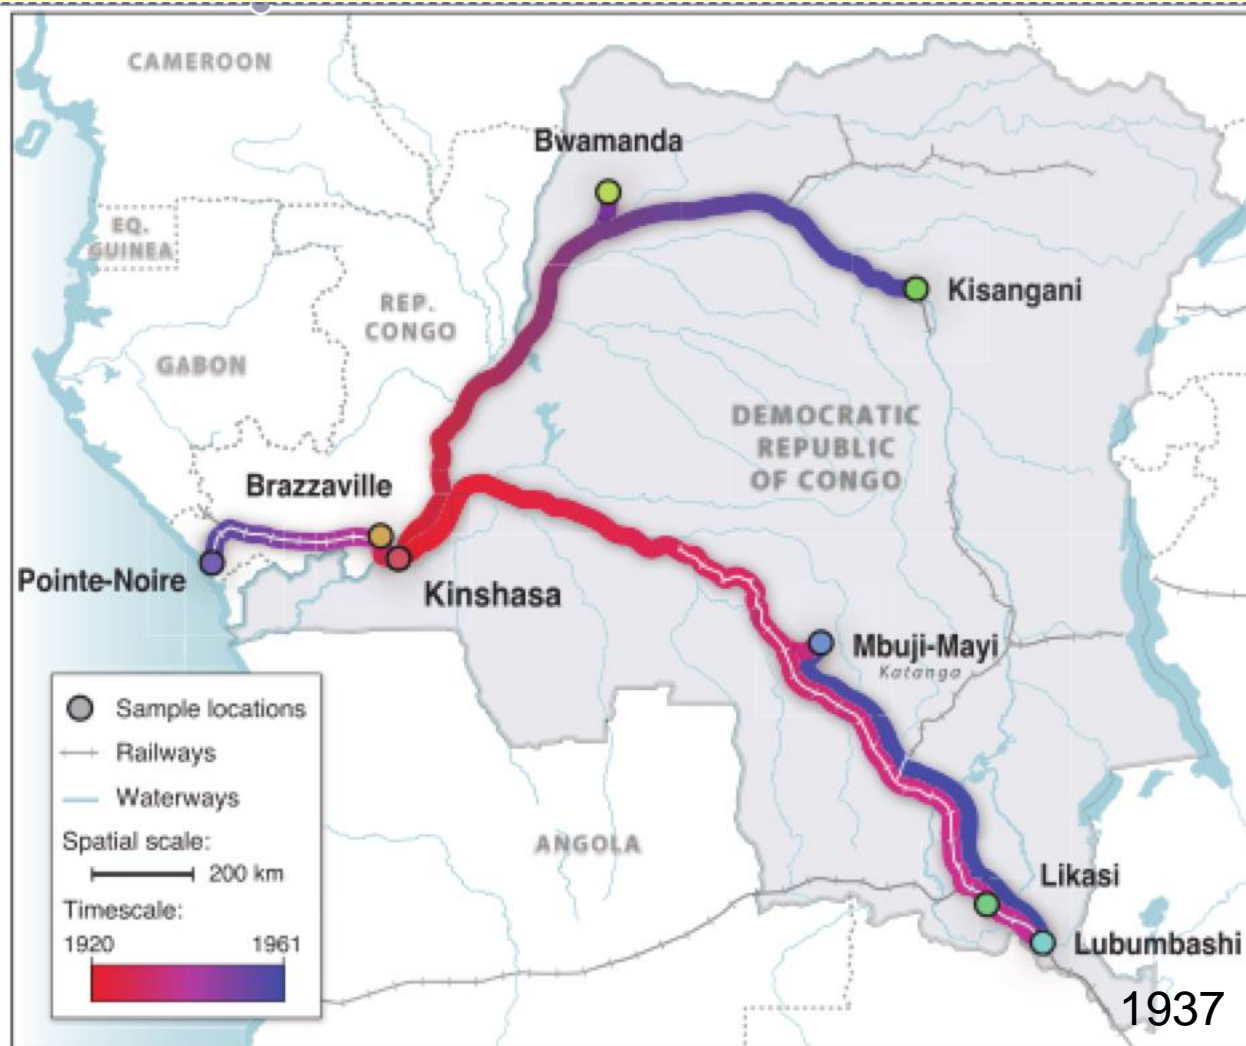 CAMEROON
Bwamanda
EQ.
GUINEA
Kisangani
REP.
CONGO
GABON
DEMOCRATIC
REPUBLIC
OF CONGO
Brazzaville
Pointe-Noire
Kinshasa
Mbuji-Mayi
Katanga
Sample locations
Railways
Waterways
Spatial scale:
200 km
Timescale:
1920 1961
ANGOLA
Likasi
Lubumbashi
1937